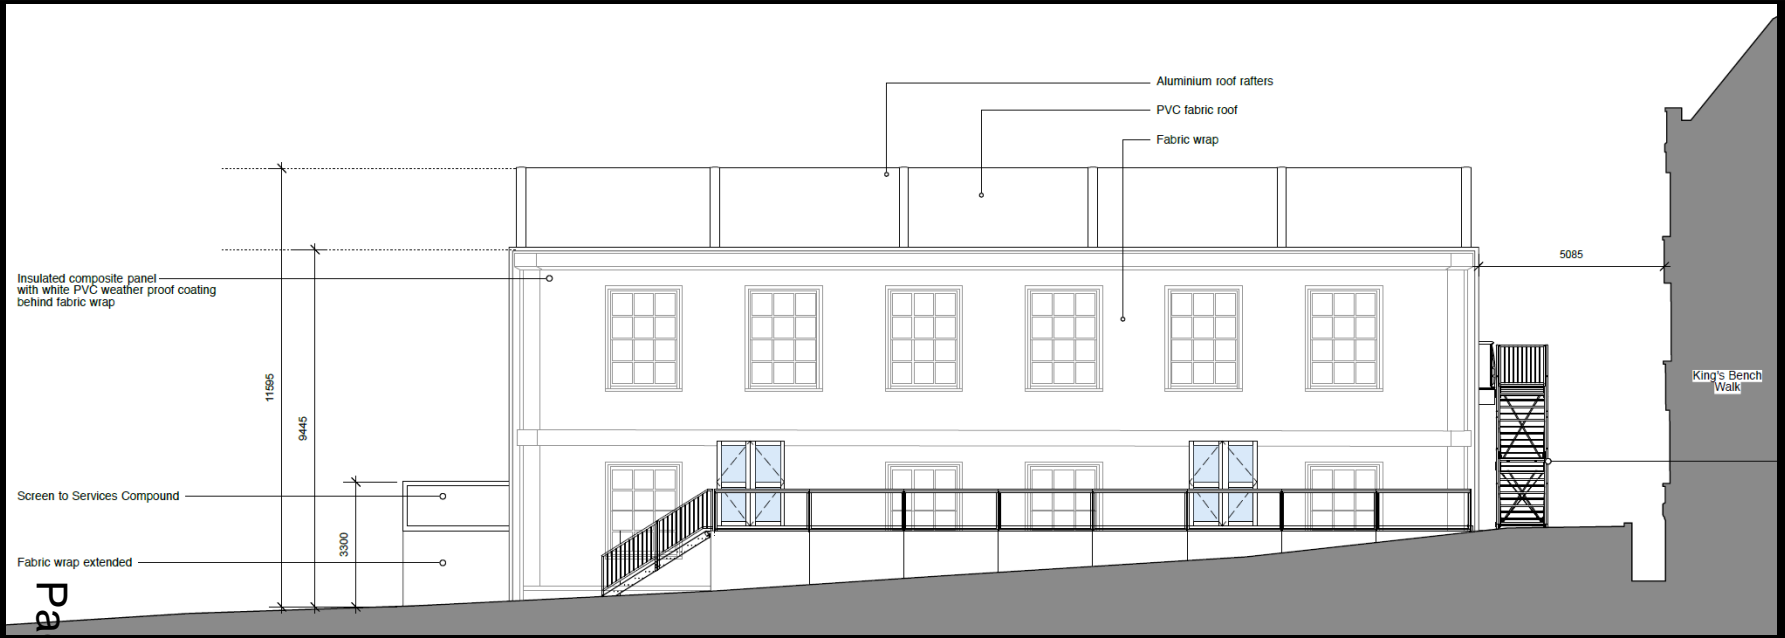 Aluminium roof rafters
PVC fabric roof
Fabric wrap
5085
Insulated composite panel
with white PVC weather proof coating
behind fabric wrap
11595
9445
King's Bench
Walk
Screen to Services Compound
3300
Fabric wrap extended
Pa